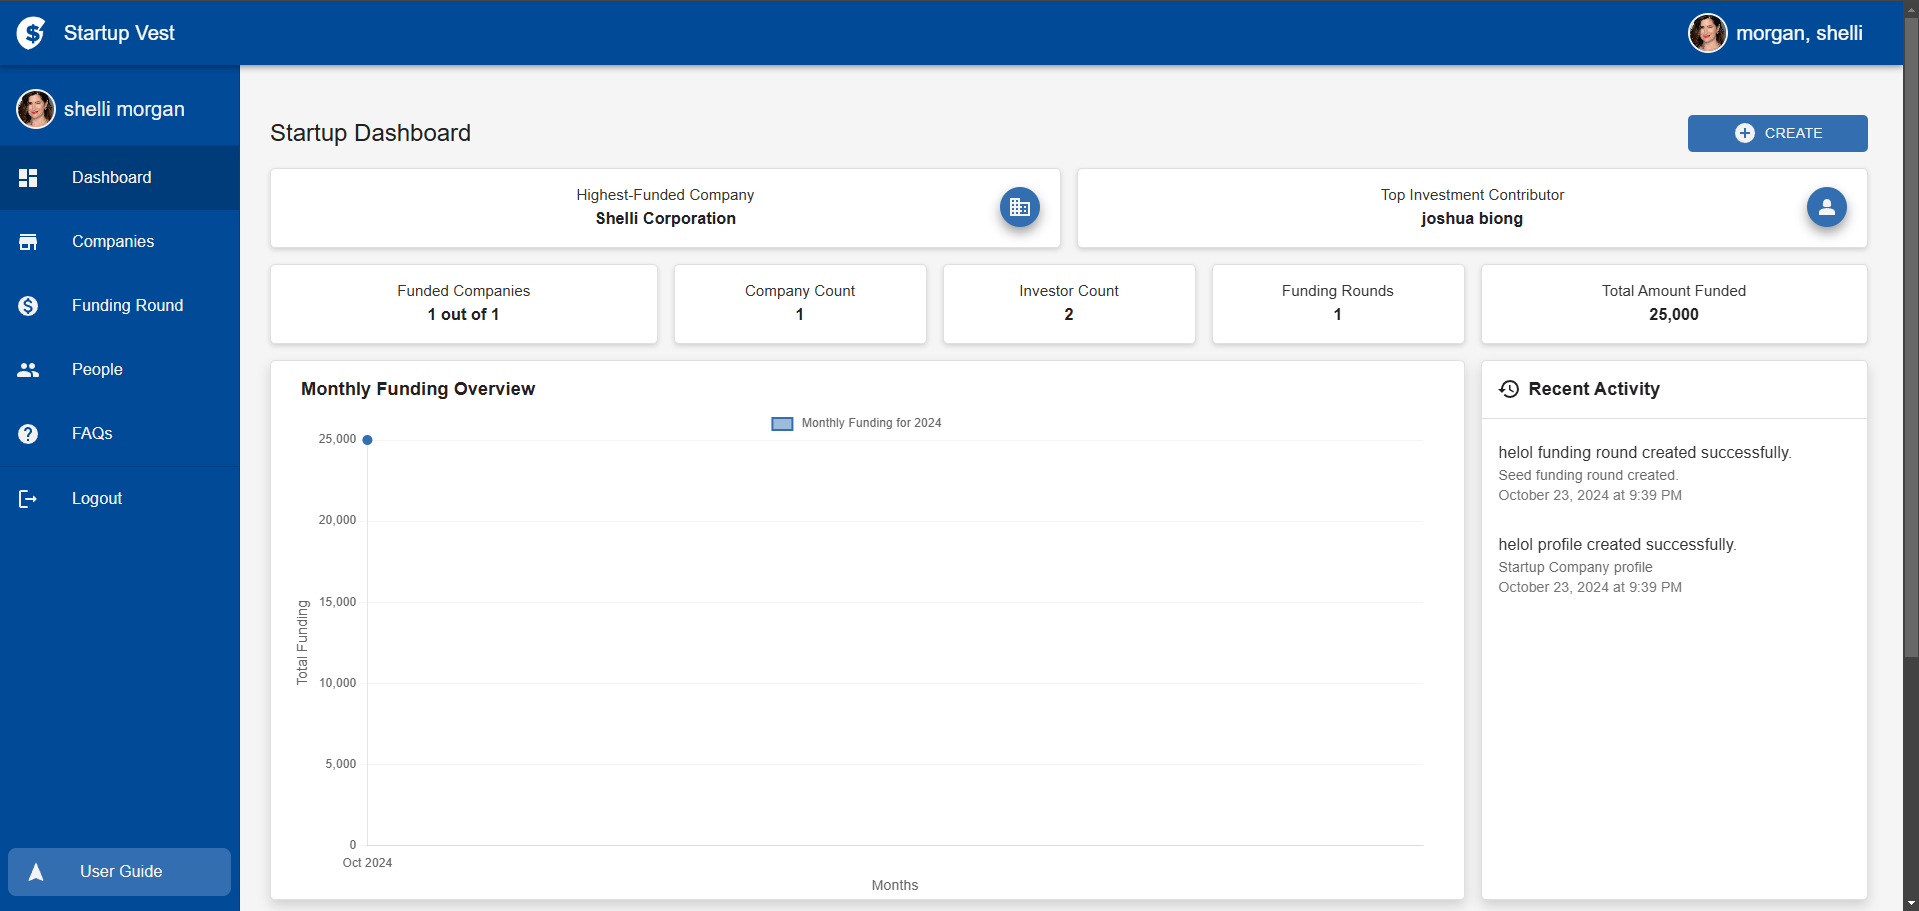 Startup Vest
morgan, shelli
shelli morgan
Dashboard
Companies
Funding Round
People
FAQs
Logout
User Guide
Startup Dashboard
CREATE
Highest-Funded Company
Shelli Corporation
Top Investment Contributor
joshua biong
Funded Companies
1 out of 1
Company Count
1
Investor Count
2
Funding Rounds
1
Total Amount Funded
25,000
Monthly Funding Overview
Monthly Funding for 2024
25,000
20,000
15,000
10,000
5,000
0
Total Funding
Oct 2024
Months
Recent Activity
helol funding round created successfully.
Seed funding round created.
October 23, 2024 at 9:39 PM
helol profile created successfully.
Startup Company profile
October 23, 2024 at 9:39 PM